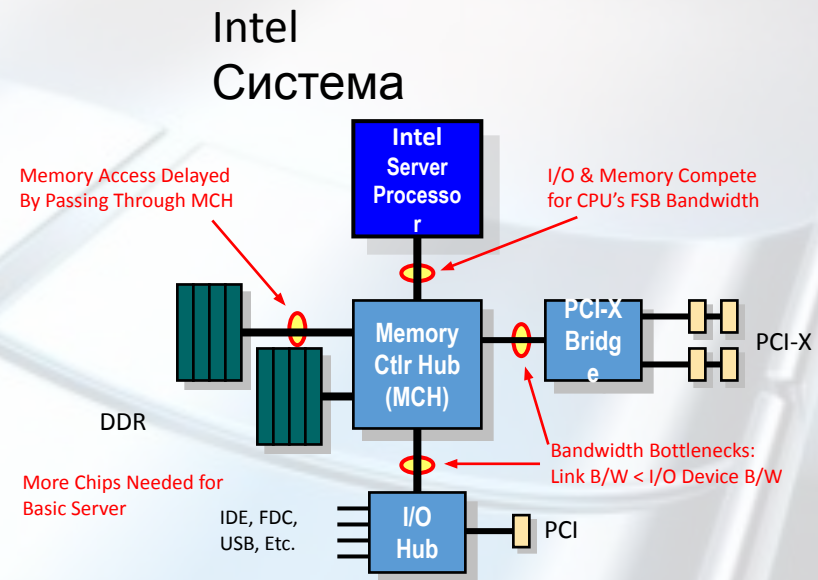 Intel
Система
Intel
Server
Processo
r
Memory Access Delayed
By Passing Through MCH
I/O & Memory Compete
for CPU's FSB Bandwidth
Memory
Ctlr Hub
(MCH)
PCI-X
Bridg
e
PCI-X
DDR
Bandwidth Bottlenecks:
Link B/W < I/O Device B/W
More Chips Needed for
Basic Server
IDE, FDC,
USB, Etc.
I/O
Hub
PCI